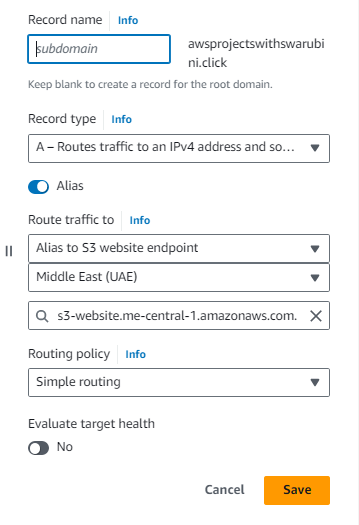 Record name Info
subdomain
awsprojectswithswarubi
ni.click
Keep blank to create a record for the root domain.
Record type Info
A – Routes traffic to an IPv4 address and so...
Alias
Route traffic to Info
Alias to S3 website endpoint
Middle East (UAE)
s3-website.me-central-1.amazonaws.com.
Routing policy Info
Simple routing
Evaluate target health
No
Cancel Save